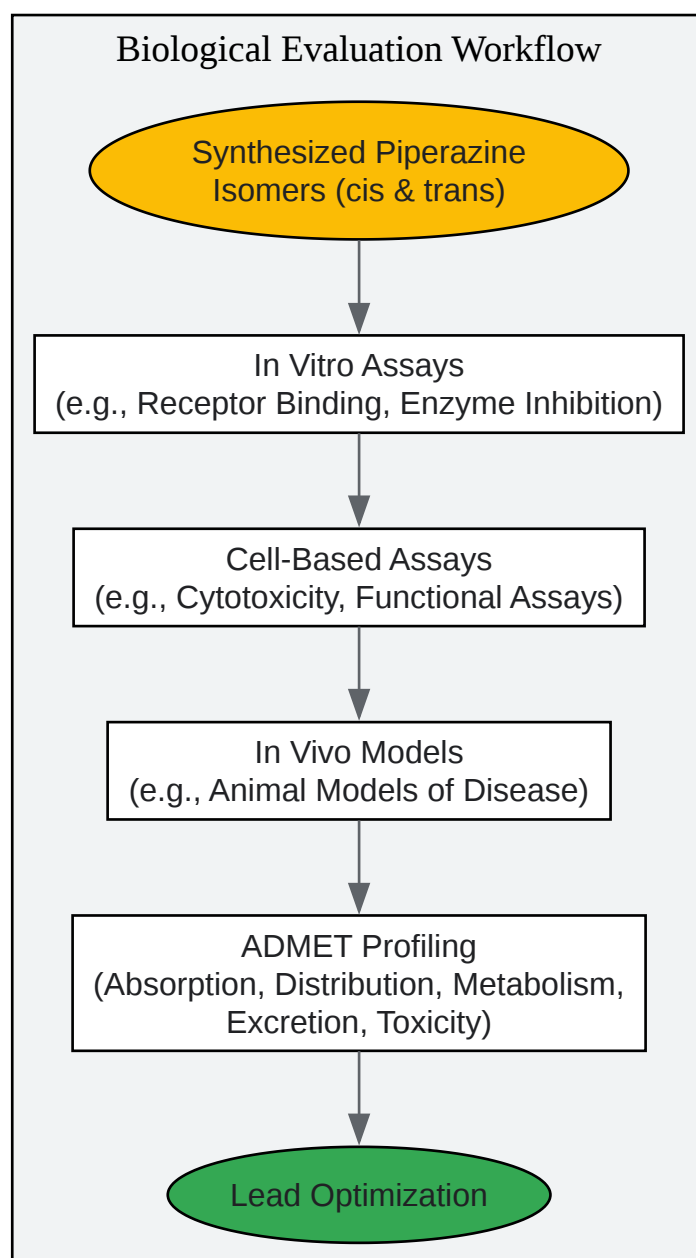 Biological Evaluation Workflow
Synthesized Piperazine
Isomers (cis & trans)
In Vitro Assays
(e.g., Receptor Binding, Enzyme Inhibition)
Cell-Based Assays
(e.g., Cytotoxicity, Functional Assays)
In Vivo Models
(e.g., Animal Models of Disease)
ADMET Profiling
(Absorption, Distribution, Metabolism,
Excretion, Toxicity)
Lead Optimization